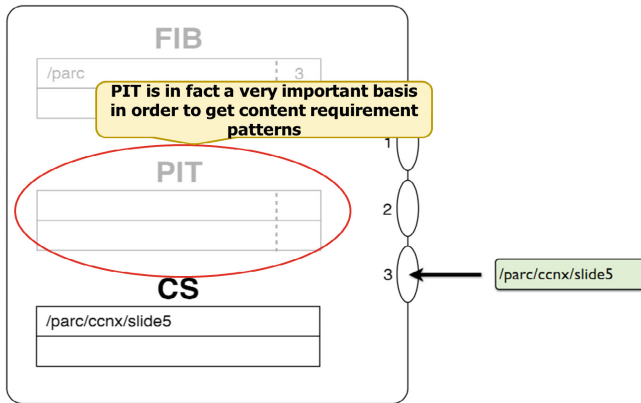 FIB
/parc 3
PIT is in fact a very important basis
in order to get content requirement
patterns
1
PIT
2
3
/parc/ccnx/slide5
CS
/parc/ccnx/slide5